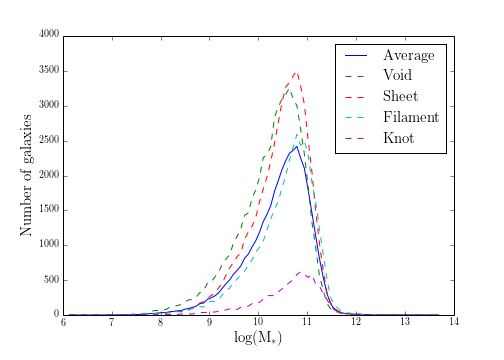 4000
3500
3000
2500
2000
1500
1000
500
0
Number of galaxies
Average
Void
Sheet
Filament
Knot
6 7 8 9 10 11 12 13 14
log(M*)